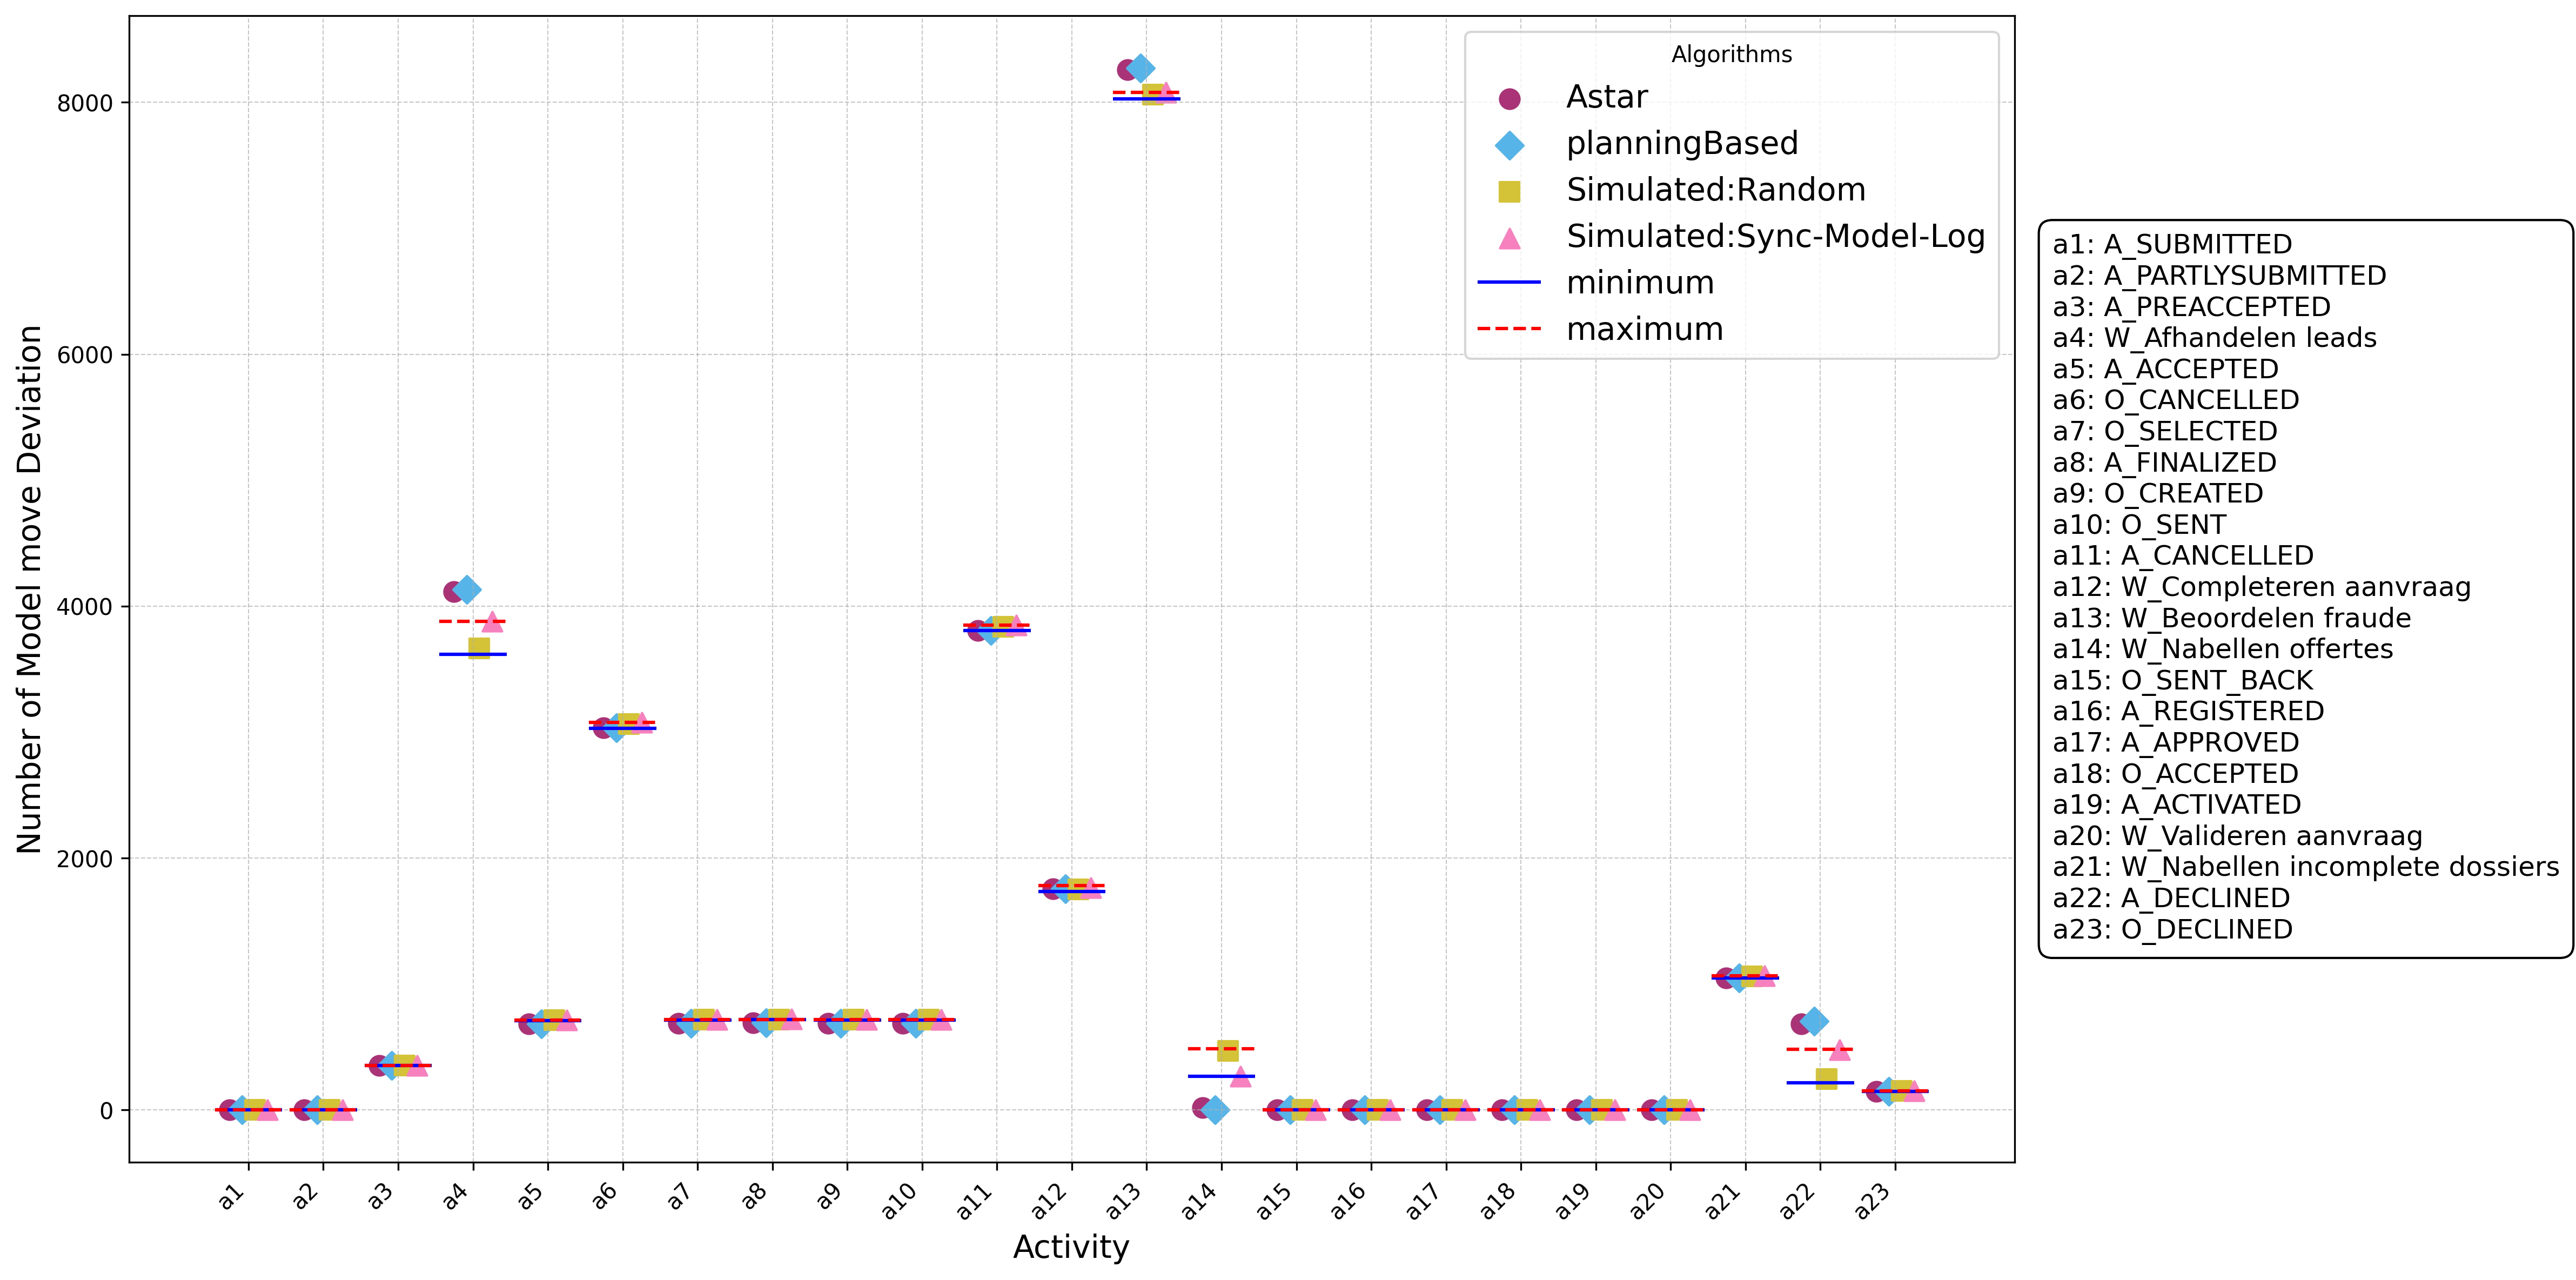 Number of Model move Deviation
8000
6000
4000
2000
0
a1
a2
a3
a4
a5
a6
a7
a8
a9
a10
a11
a12
a13
a14
a15
a16
a17
a18
a19
a20
a21
a22
a23
Activity
Algorithms
Astar
planningBased
Simulated:Random
Simulated:Sync-Model-Log
minimum
maximum
a1: A_SUBMITTED
a2: A_PARTLYSUBMITTED
a3: A_PREACCEPTED
a4: W_Afhandelen leads
a5: A_ACCEPTED
a6: O_CANCELLED
a7: O_SELECTED
a8: A_FINALIZED
a9: O_CREATED
a10: O_SENT
a11: A_CANCELLED
a12: W_Completeren aanvraag
a13: W_Beoordelen fraude
a14: W_Nabellen offertes
a15: O_SENT_BACK
a16: A_REGISTERED
a17: A_APPROVED
a18: O_ACCEPTED
a19: A_ACTIVATED
a20: W_Valideren aanvraag
a21: W_Nabellen incomplete dossiers
a22: A_DECLINED
a23: O_DECLINED